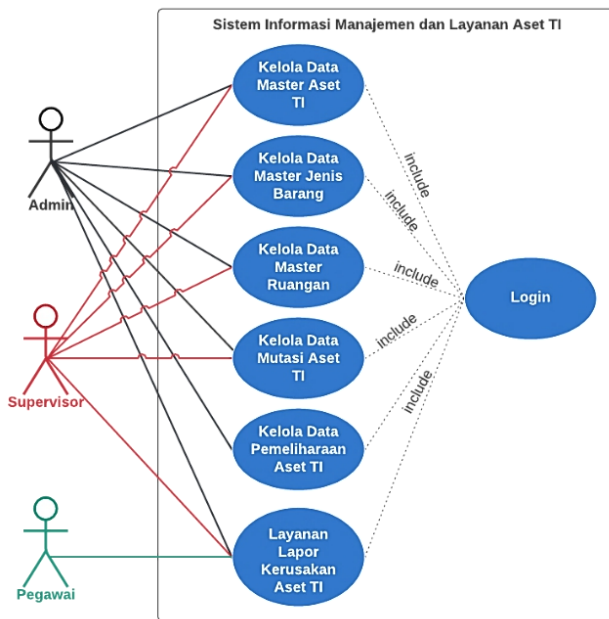 Sistem Informasi Manajemen dan Layanan Aset TI
Kelola Data
Master Aset
TI
Admin
Kelola Data
Master Jenis
Barang
Kelola Data
Master
Ruangan
Supervisor
Kelola Data
Mutasi Aset
TI
Kelola Data
Pemeliharaan
Aset TI
Pegawai
Layanan
Lapor
Kerusakan
Aset TI
include
include
include
include
include
Login